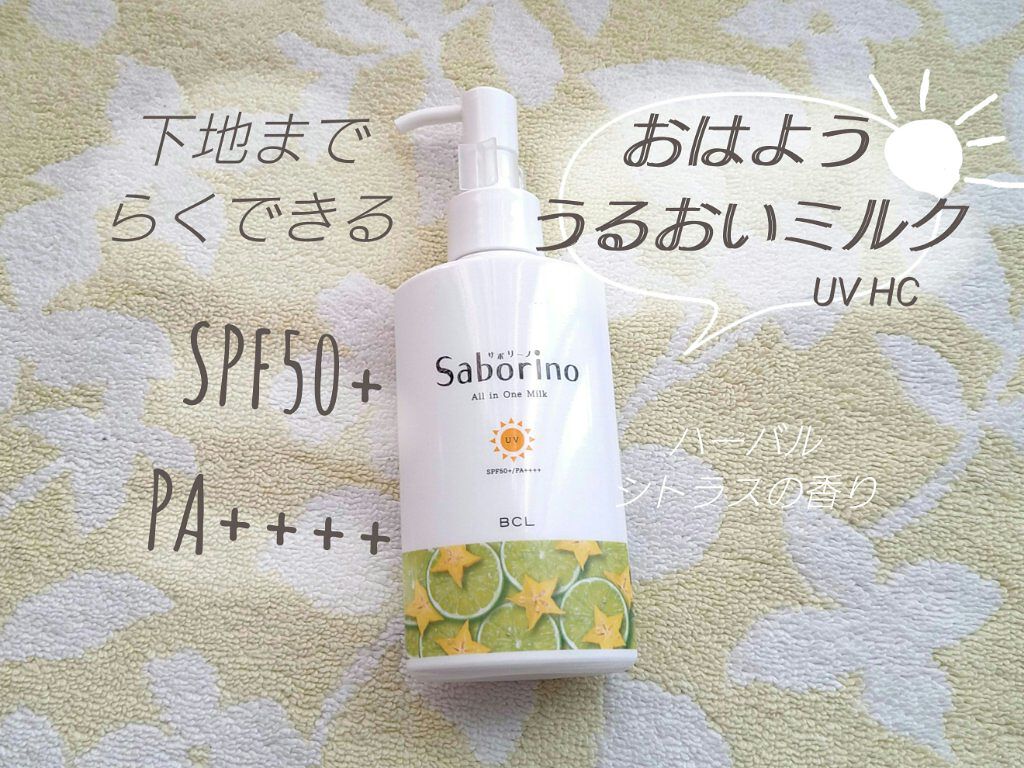 下地まで
らくできる
SPF50+
PA++++
おはよう
うるおいミルク
UV HC
ハーバル
シトラスの香り
サボリーノ
Saborino
All in One Milk
UV
SPF50+/PA++++
BCL